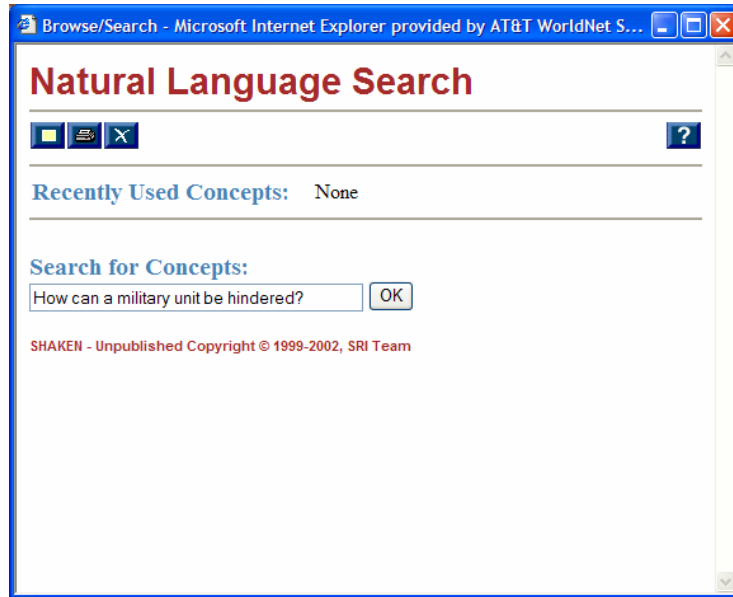 Browse/Search - Microsoft Internet Explorer provided by AT&T WorldNet S...
Natural Language Search
?
Recently Used Concepts: None
Search for Concepts:
How can a military unit be hindered? OK
SHAKEN - Unpublished Copyright © 1999-2002, SRI Team